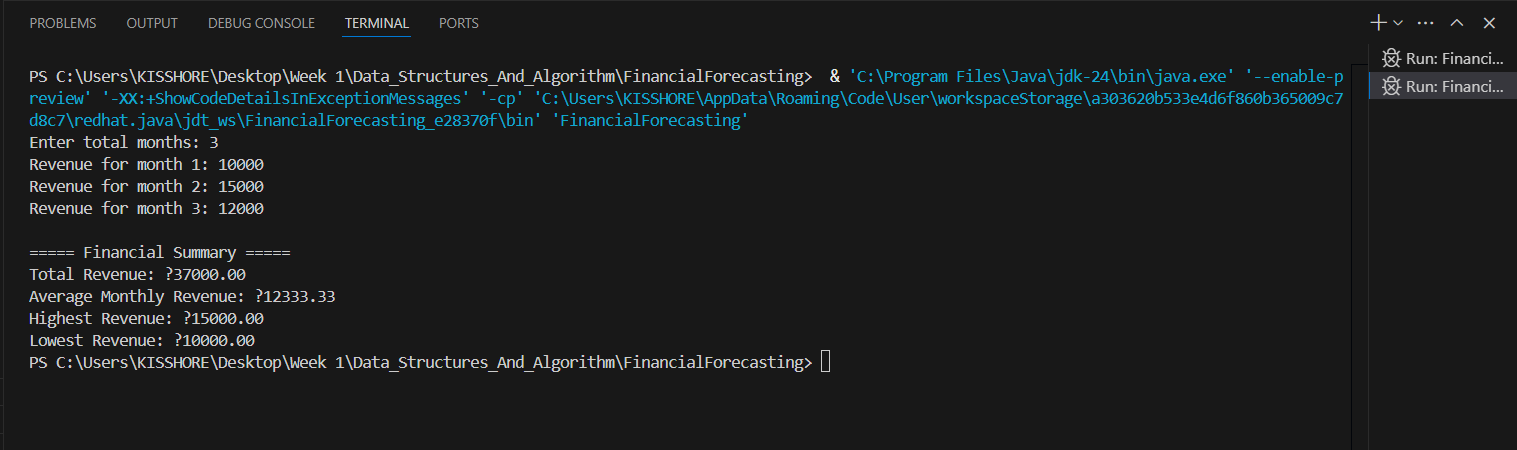 PROBLEMS OUTPUT DEBUG CONSOLE TERMINAL PORTS
PS C:\Users\KISSHORE\Desktop\Week 1\Data_Structures_And_Algorithm\FinancialForecasting>  & 'C:\Program Files\Java\jdk-24\bin\java.exe' '--enable-p
review' '-XX:+ShowCodeDetailsInExceptionMessages' '-cp' 'C:\Users\KISSHORE\AppData\Roaming\Code\User\workspaceStorage\a303620b533e4d6f860b365009c7
d8c7\redhat.java\jdt_ws\FinancialForecasting_e28370f\bin' 'FinancialForecasting'
Enter total months: 3
Revenue for month 1: 10000
Revenue for month 2: 15000
Revenue for month 3: 12000
===== Financial Summary =====
Total Revenue: ?37000.00
Average Monthly Revenue: ?12333.33
Highest Revenue: ?15000.00
Lowest Revenue: ?10000.00
PS C:\Users\KISSHORE\Desktop\Week 1\Data_Structures_And_Algorithm\FinancialForecasting>
Run: Financi...
Run: Financi...